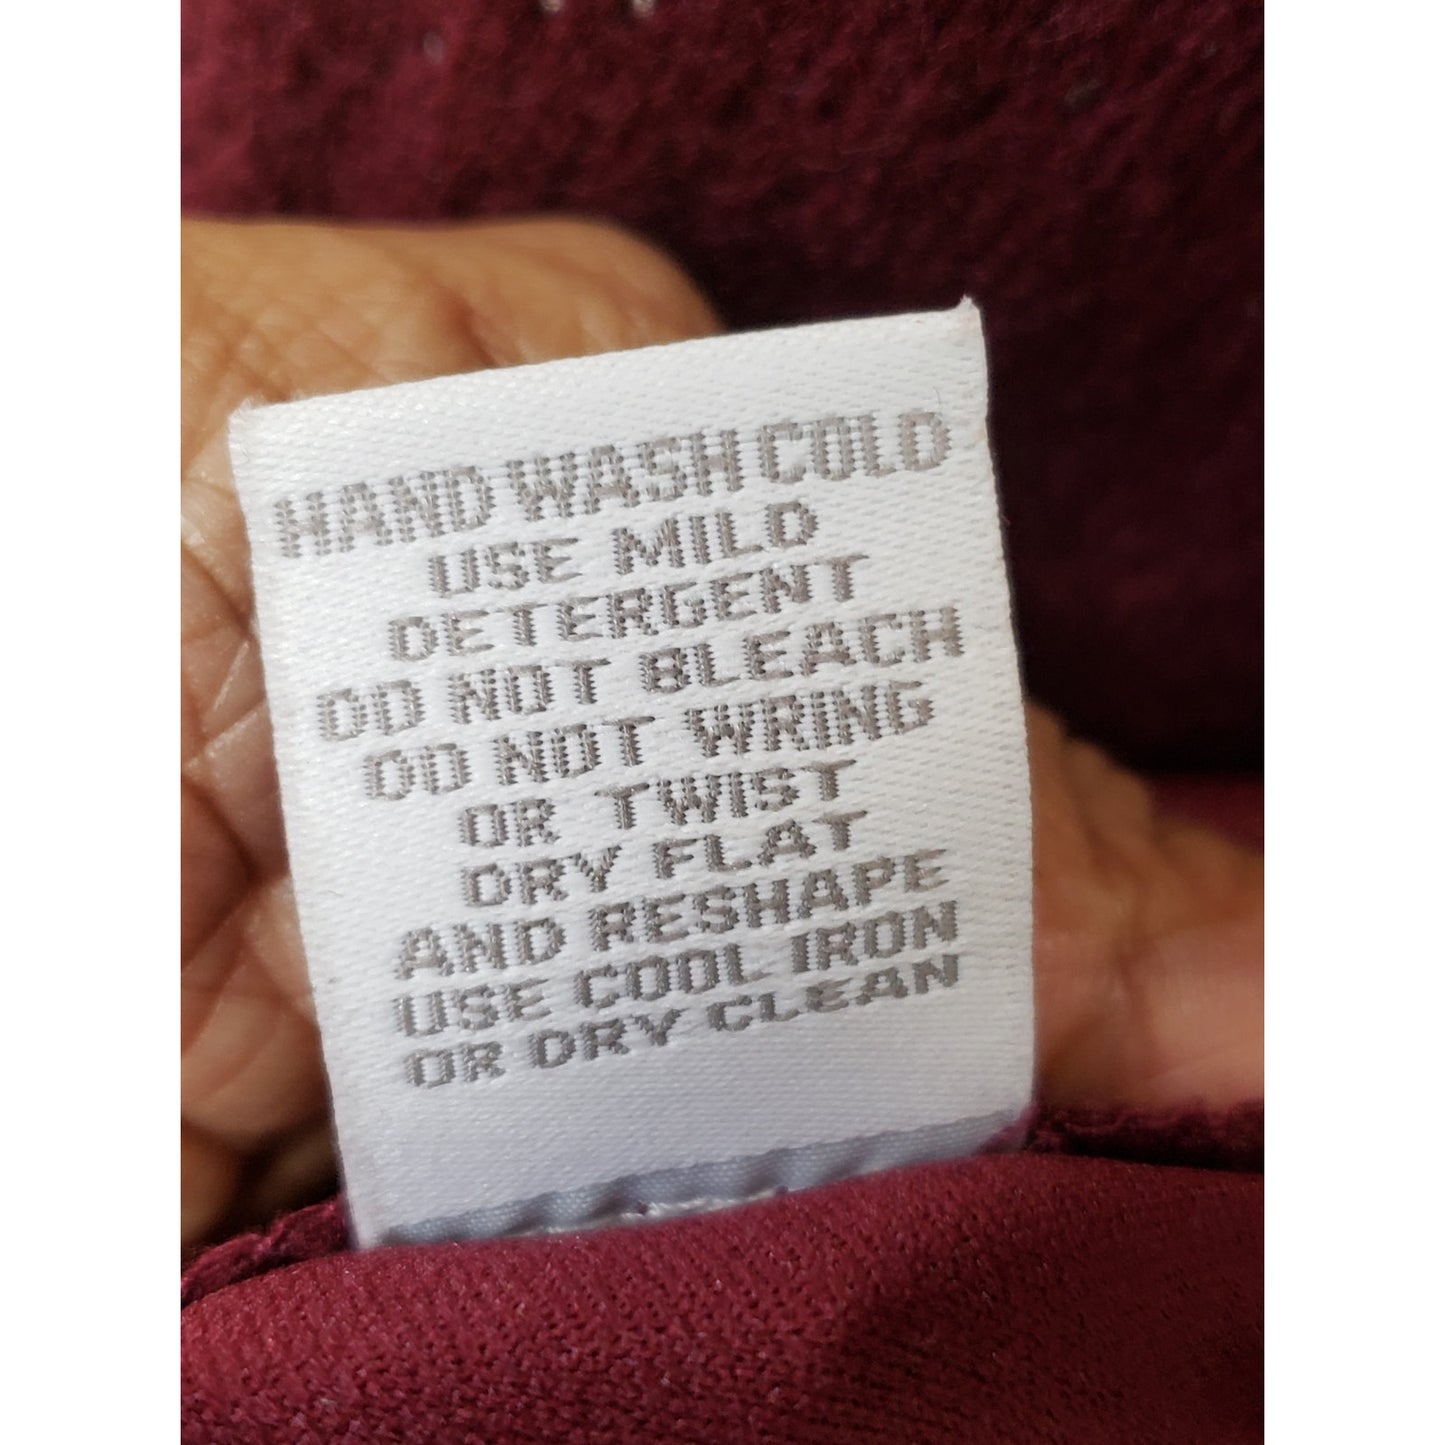 HAND WASH COLD
USE MILD
DETERGENT
DO NOT BLEACH
DO NOT WRING
OR TWIST
DRY FLAT
AND RESHAPE
USE COOL IRON
OR DRY CLEAN